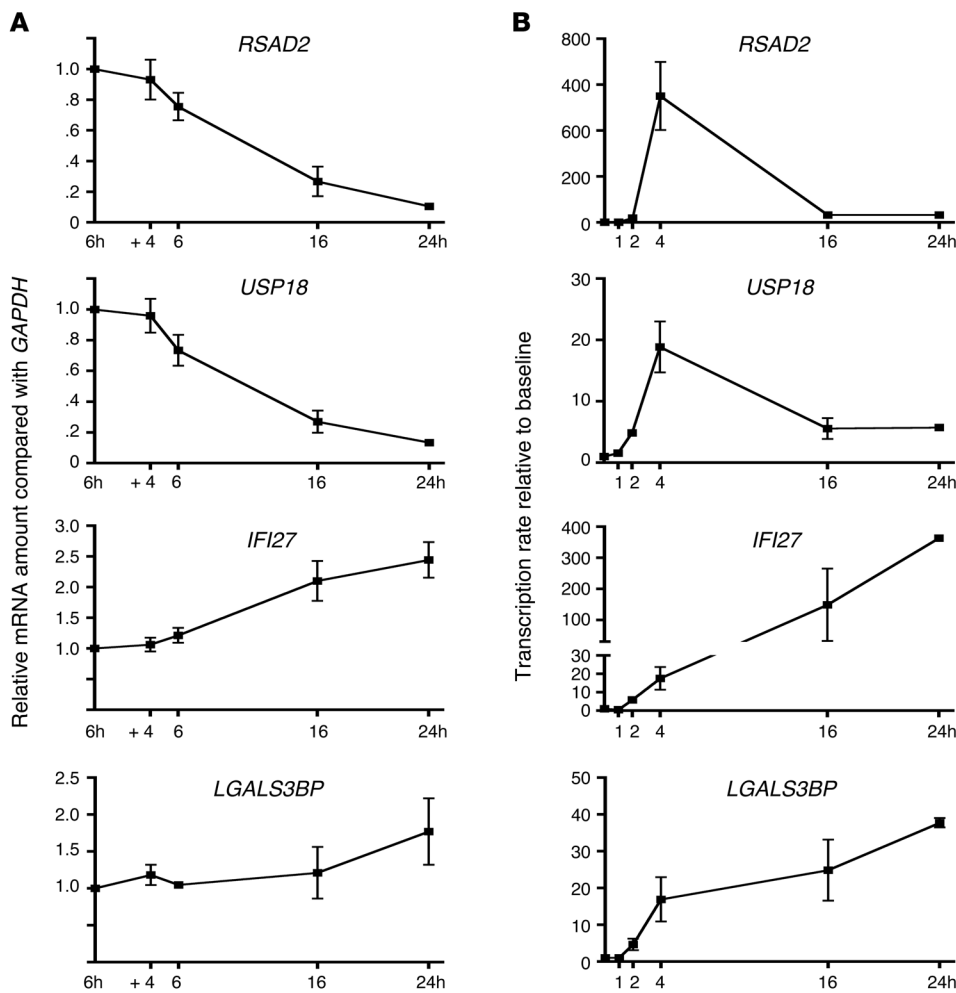 A
B
Relative mRNA amount compared with GAPDH
RSAD2
1.0
.8
.6
.4
.2
0
6h + 4 6 16 24h
USP18
1.0
.8
.6
.4
.2
0
6h + 4 6 16 24h
IFI27
3.0
2.5
2.0
1.5
1.0
6h + 4 6 16 24h
LGALS3BP
2.5
2.0
1.5
1.0
6h + 4 6 16 24h
Transcription rate relative to baseline
RSAD2
800
400
600
200
0
1 2 4 16 24h
USP18
30
20
10
0
1 2 4 16 24h
IFI27
400
300
200
100
30
20
10
0
1 2 4 16 24h
LGALS3BP
50
40
30
20
10
0
1 2 4 16 24h